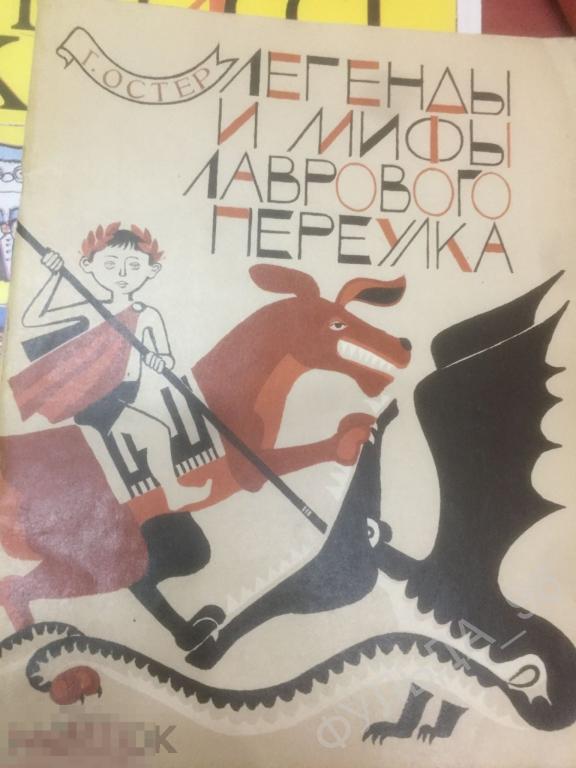 Г. ОСТЕР
ЛЕГЕНДЫ
И МИФЫ
ЛАВРОВОГО
ПЕРЕУЛКА